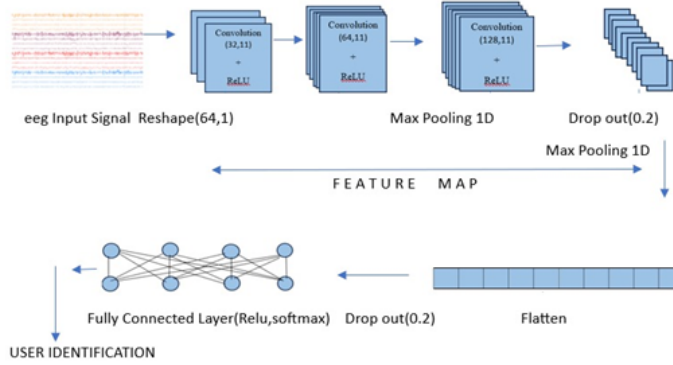 Convolution
(32,11)
+
ReLU
Convolution
(64,11)
+
ReLU
Convolution
(128,11)
+
ReLU
eeg Input Signal Reshape(64,1)
Max Pooling 1D
Drop out(0.2)
Max Pooling 1D
FEATURE MAP
Fully Connected Layer(Relu,softmax)
Drop out(0.2)
Flatten
USER IDENTIFICATION